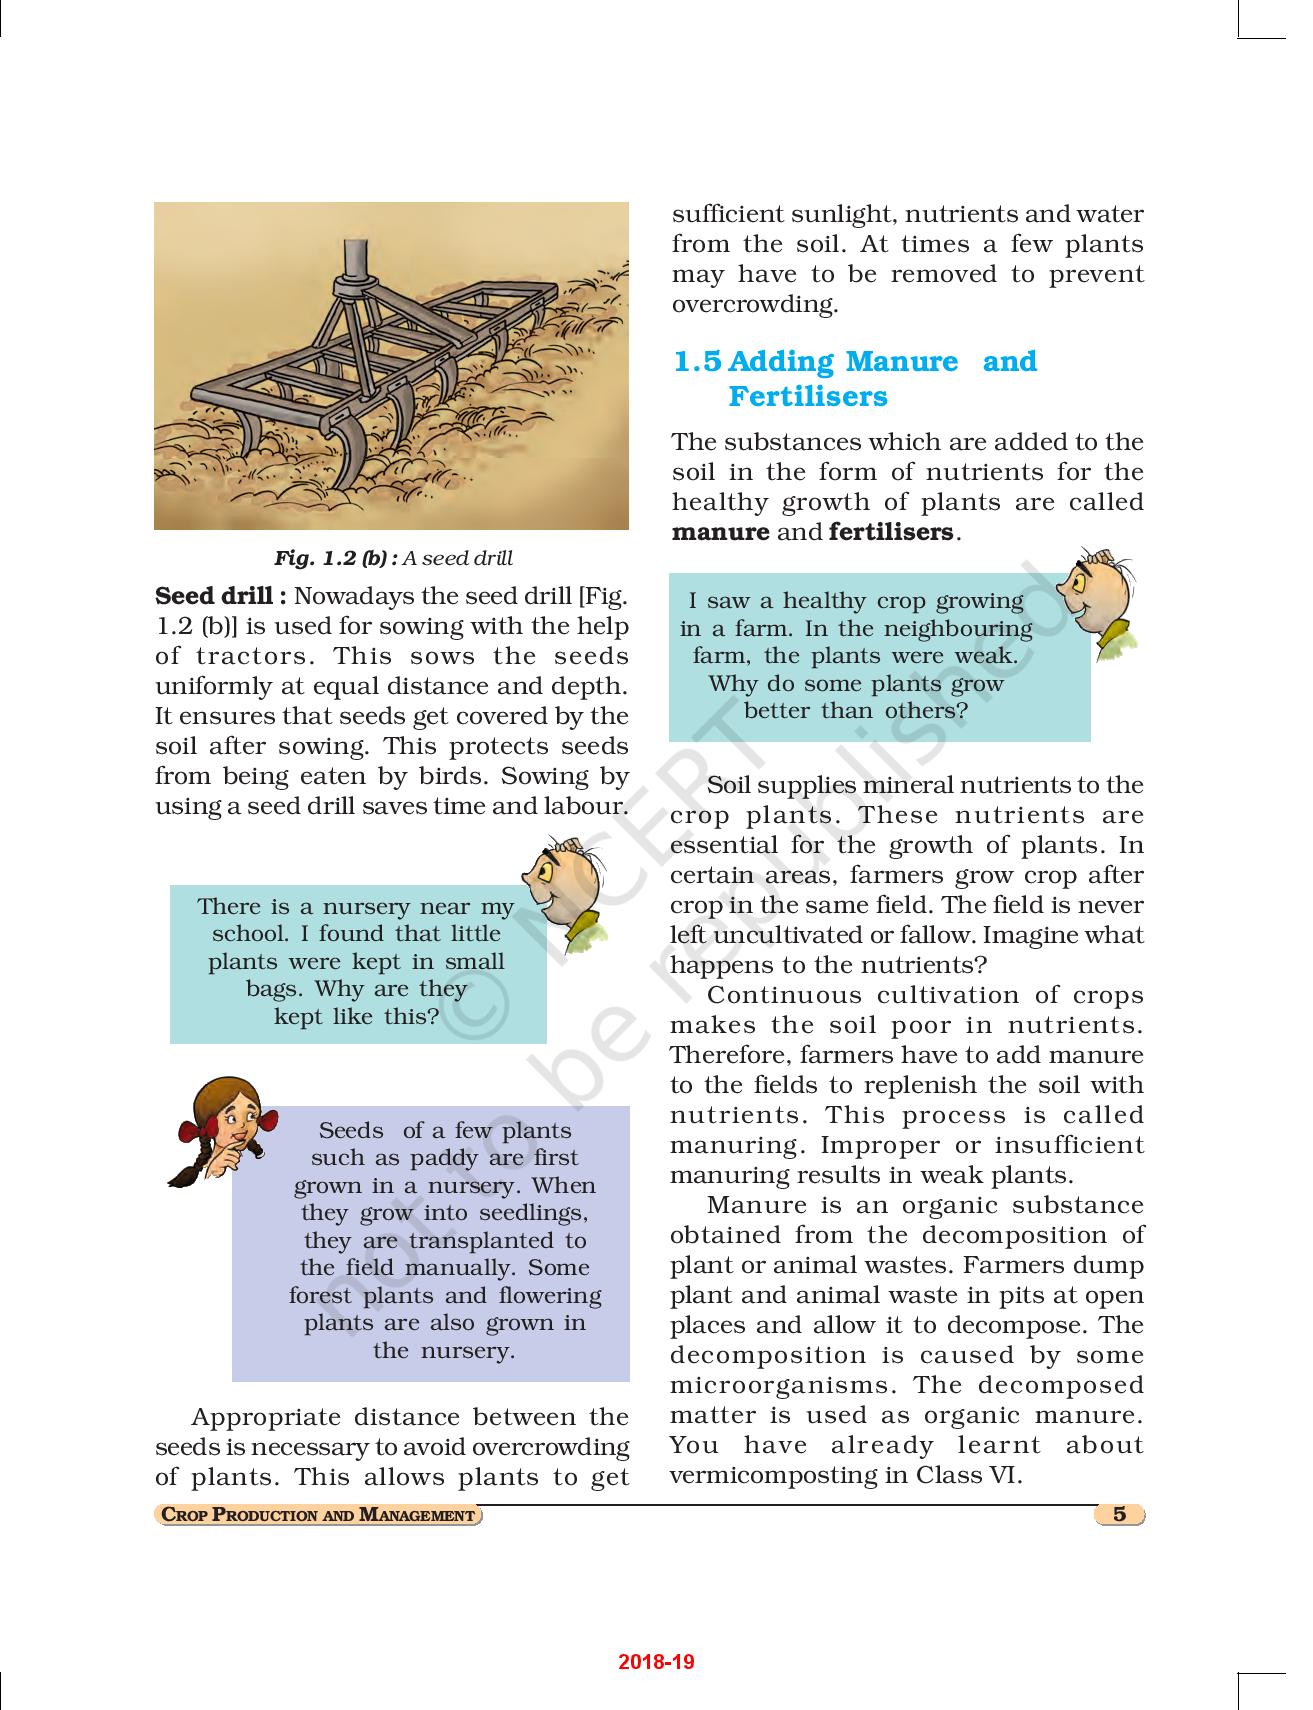 Fig. 1.2 (b) : A seed drill
Seed drill : Nowadays the seed drill [Fig.
1.2 (b)] is used for sowing with the help
of tractors. This sows the seeds
uniformly at equal distance and depth.
It ensures that seeds get covered by the
soil after sowing. This protects seeds
from being eaten by birds. Sowing by
using a seed drill saves time and labour.
There is a nursery near my
school. I found that little
plants were kept in small
bags. Why are they
kept like this?
Seeds of a few plants
such as paddy are first
grown in a nursery. When
they grow into seedlings,
they are transplanted to
the field manually. Some
forest plants and flowering
plants are also grown in
the nursery.
Appropriate distance between the
seeds is necessary to avoid overcrowding
of plants. This allows plants to get
sufficient sunlight, nutrients and water
from the soil. At times a few plants
may have to be removed to prevent
overcrowding.
1.5 Adding Manure and
Fertilisers
The substances which are added to the
soil in the form of nutrients for the
healthy growth of plants are called
manure and fertilisers.
I saw a healthy crop growing
in a farm. In the neighbouring
farm, the plants were weak.
Why do some plants grow
better than others?
Soil supplies mineral nutrients to the
crop plants. These nutrients are
essential for the growth of plants. In
certain areas, farmers grow crop after
crop in the same field. The field is never
left uncultivated or fallow. Imagine what
happens to the nutrients?
Continuous cultivation of crops
makes the soil poor in nutrients.
Therefore, farmers have to add manure
to the fields to replenish the soil with
nutrients. This process is called
manuring. Improper or insufficient
manuring results in weak plants.
Manure is an organic substance
obtained from the decomposition of
plant or animal wastes. Farmers dump
plant and animal waste in pits at open
places and allow it to decompose. The
decomposition is caused by some
microorganisms. The decomposed
matter is used as organic manure.
You have already learnt about
vermicomposting in Class VI.
© NCERT
not to be republished
CROP PRODUCTION AND MANAGEMENT
5
2018-19